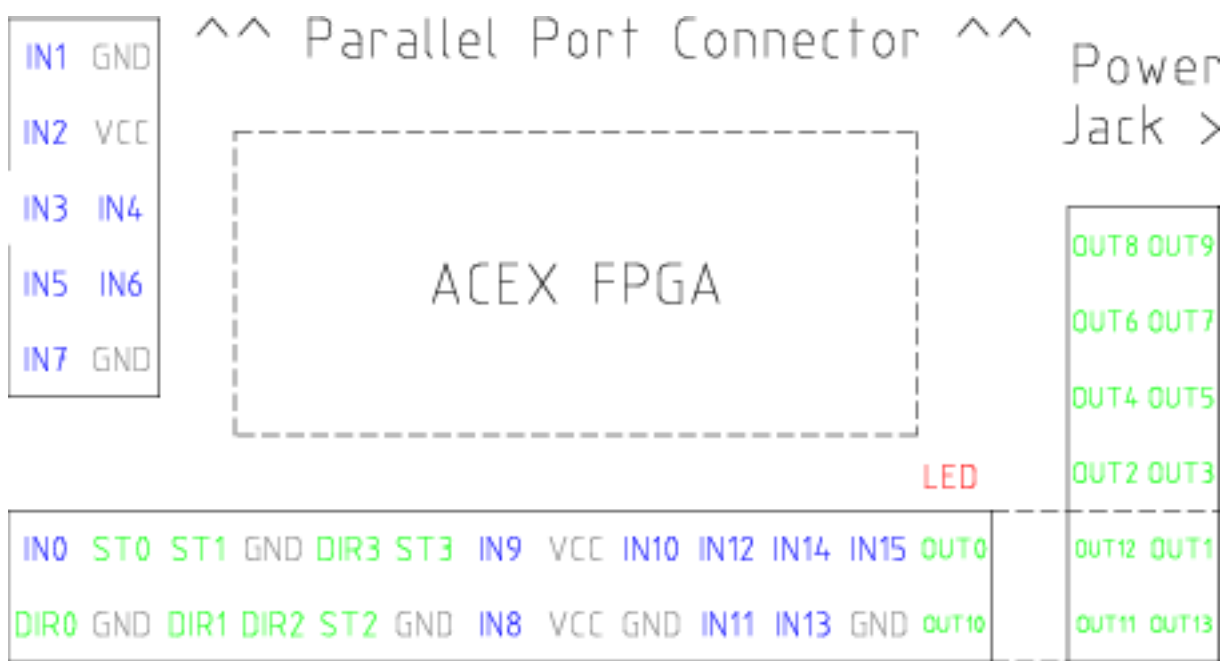 ^^ Parallel Port Connector ^^
Power
Jack >
IN1 GND
IN2 VCC
IN3 IN4
IN5 IN6
IN7 GND
ACEX FPGA
OUT8 OUT9
OUT6 OUT7
OUT4 OUT5
OUT2 OUT3
LED
IN0 ST0 ST1 GND DIR3 ST3 IN9 VCC IN10 IN12 IN14 IN15 OUT0
OUT12 OUT1
DIR0 GND DIR1 DIR2 ST2 GND IN8 VCC GND IN11 IN13 GND OUT10
OUT11 OUT13